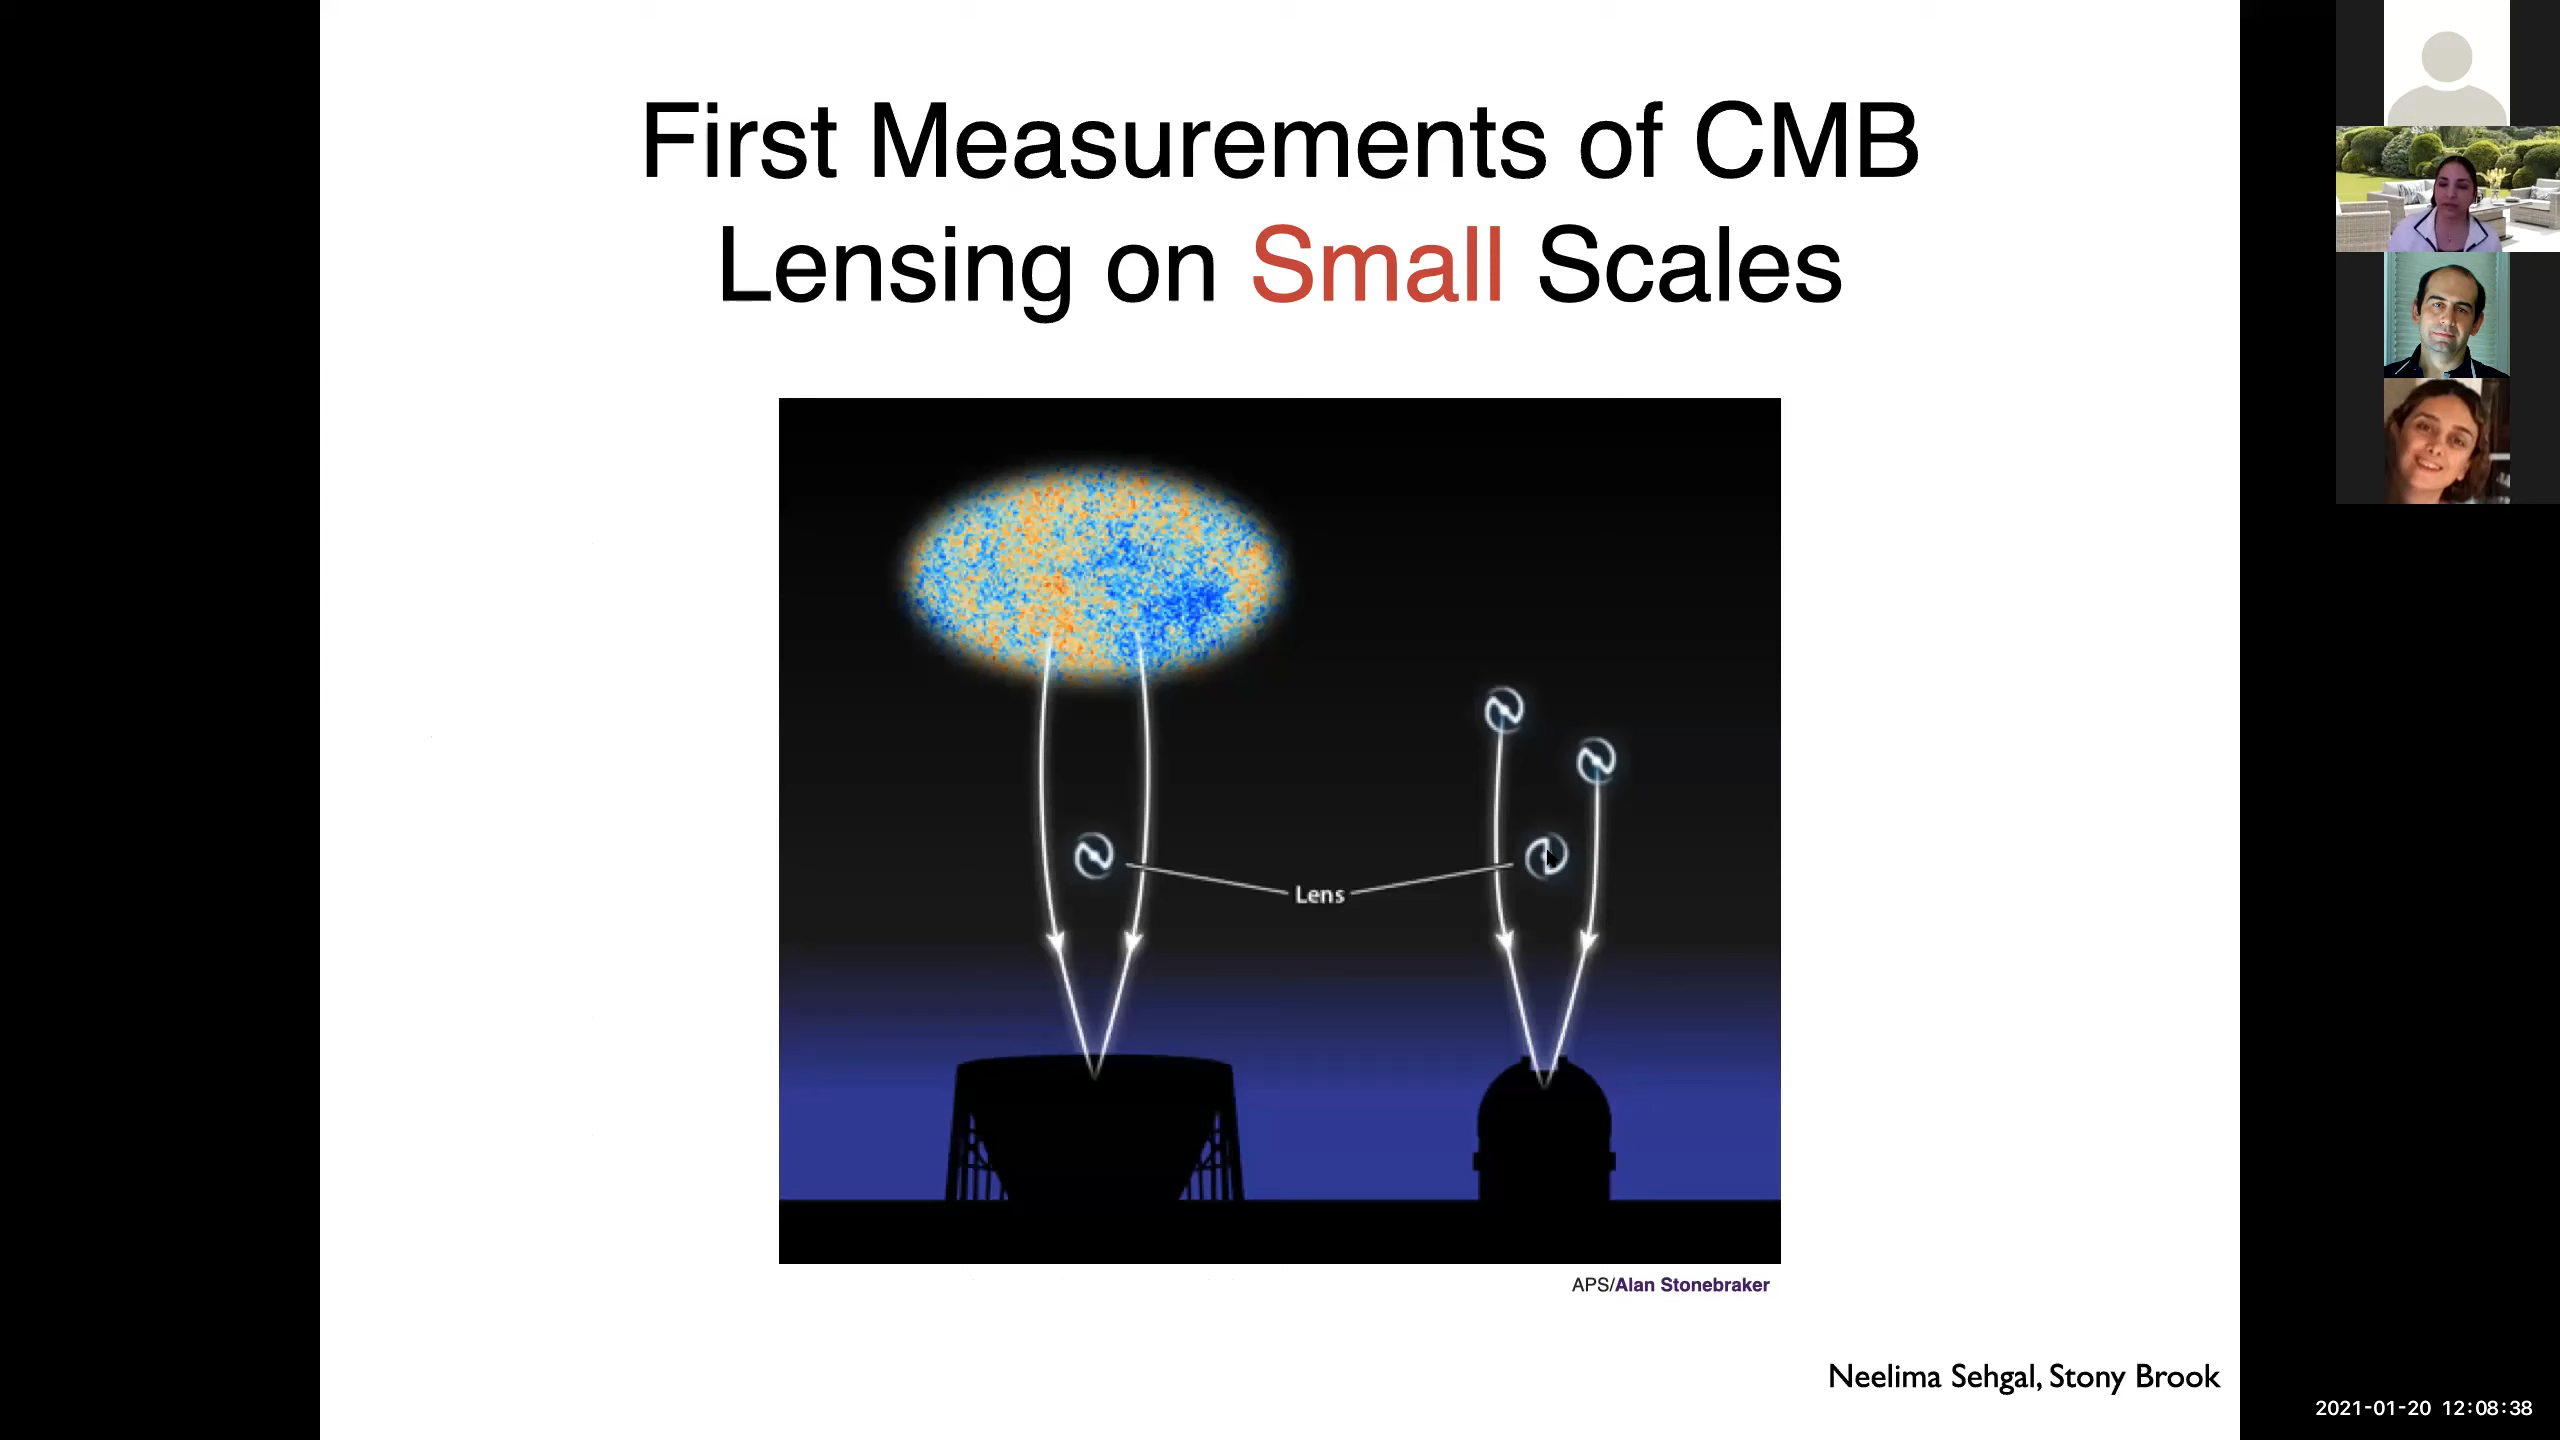 First Measurements of CMB
Lensing on Small Scales
Lens
APS/Alan Stonebraker
Neelima Sehgal, Stony Brook
2021-01-20 12:08:38